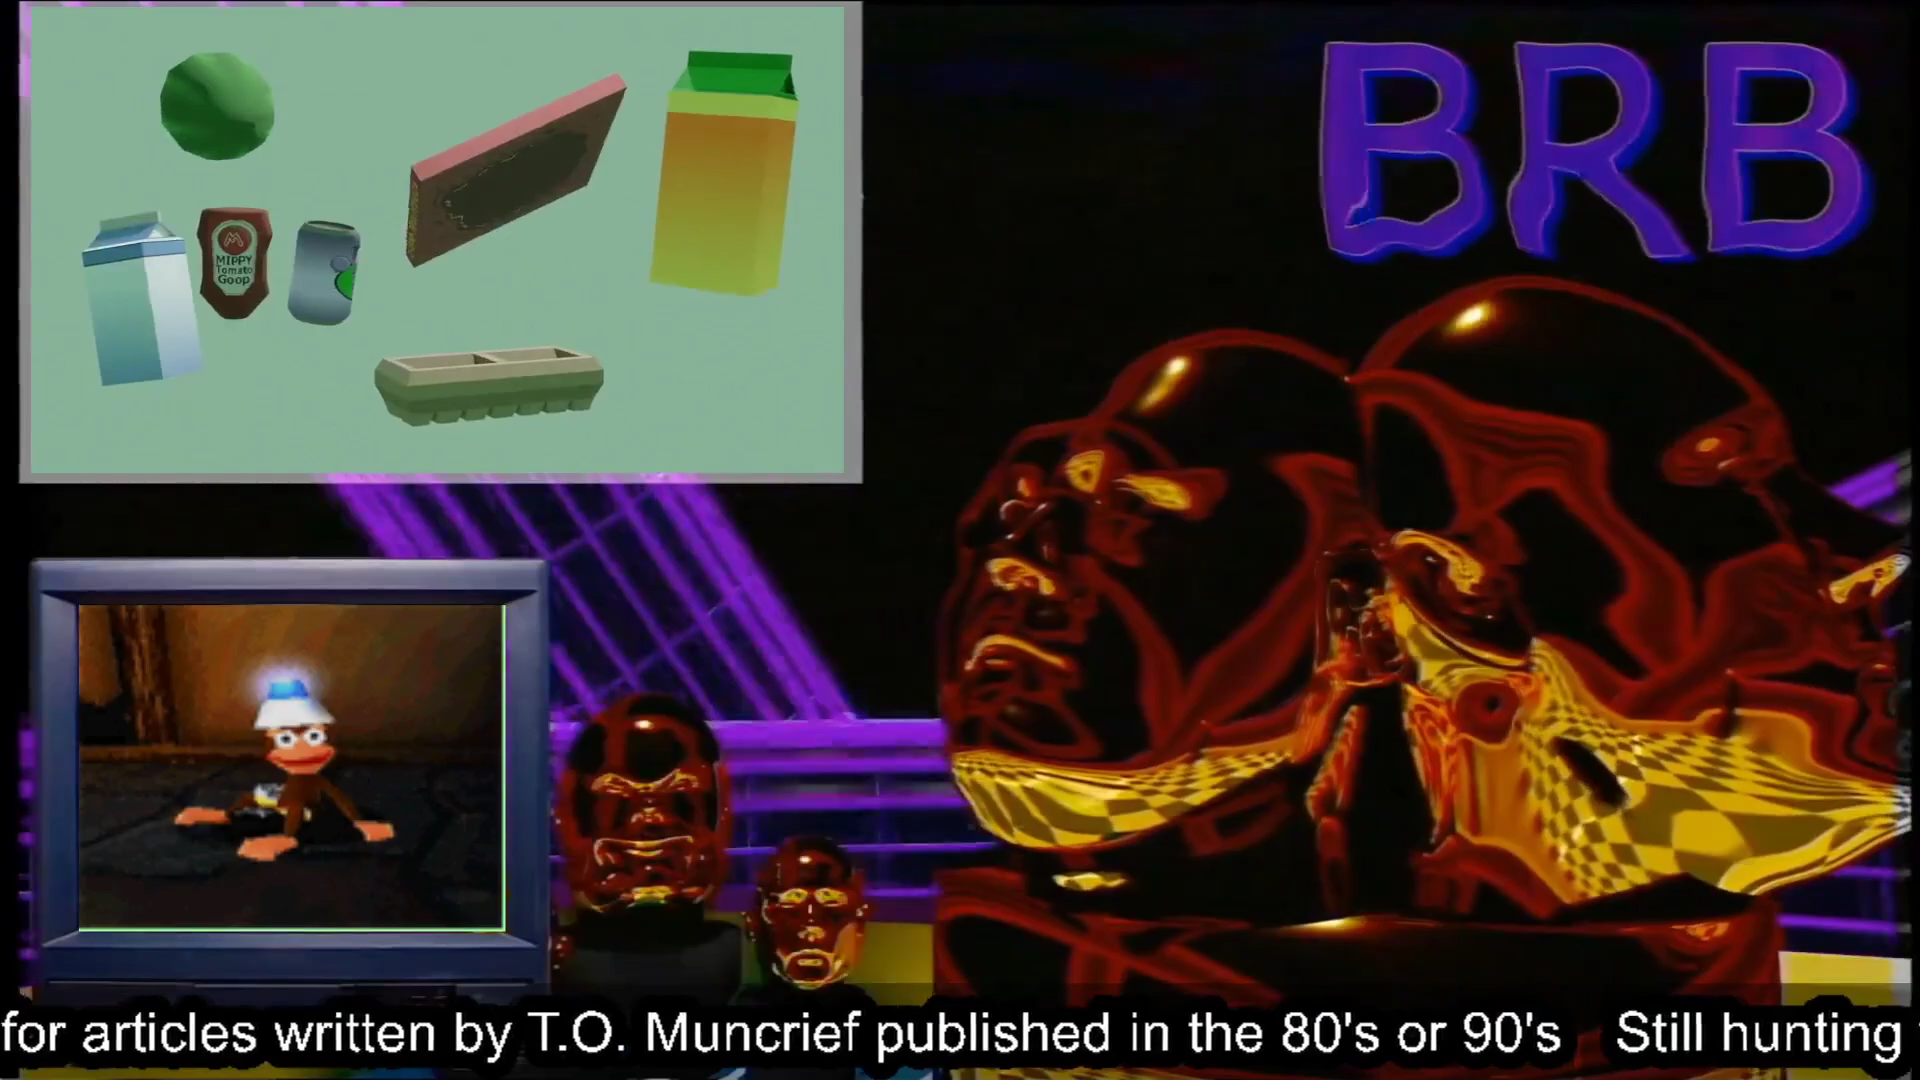 BRB
M
MIPPY
Tomato
Goop
for articles written by T.O. Muncrief published in the 80's or 90's Still hunting